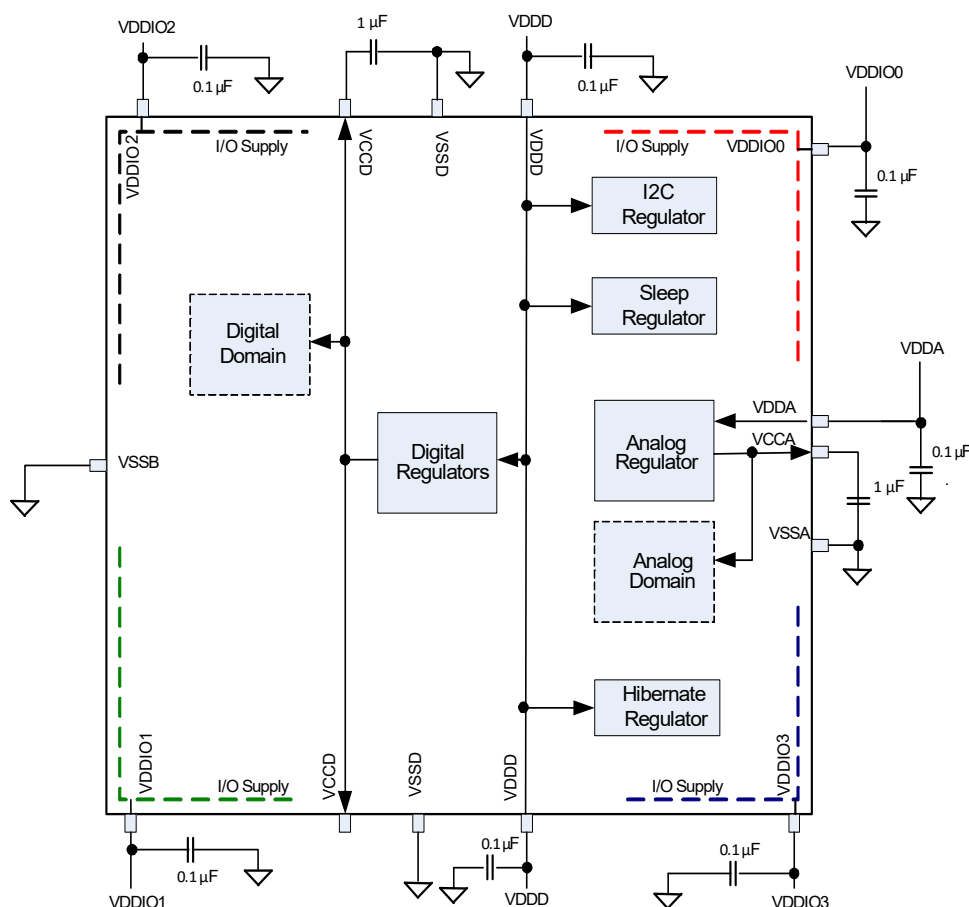 VDDIO2
1 µF
VDDD
0.1 µF
0.1 µF
VDDIO0
0.1 µF
VDDIO2
I/O Supply
VCCD
VSSD
VDDD
I/O Supply
VDDIO0
I2C
Regulator
Sleep
Regulator
Digital
Domain
VDDA
VDDA
Analog
Regulator
VCCA
0.1 µF
Digital
Regulators
VSSB
1 µF
VSSA
Analog
Domain
Hibernate
Regulator
VDDIO1
I/O Supply
VCCD
VSSD
VDDD
I/O Supply
VDDIO3
0.1 µF
0.1 µF
0.1 µF
VDDIO1
VDDD
VDDIO3